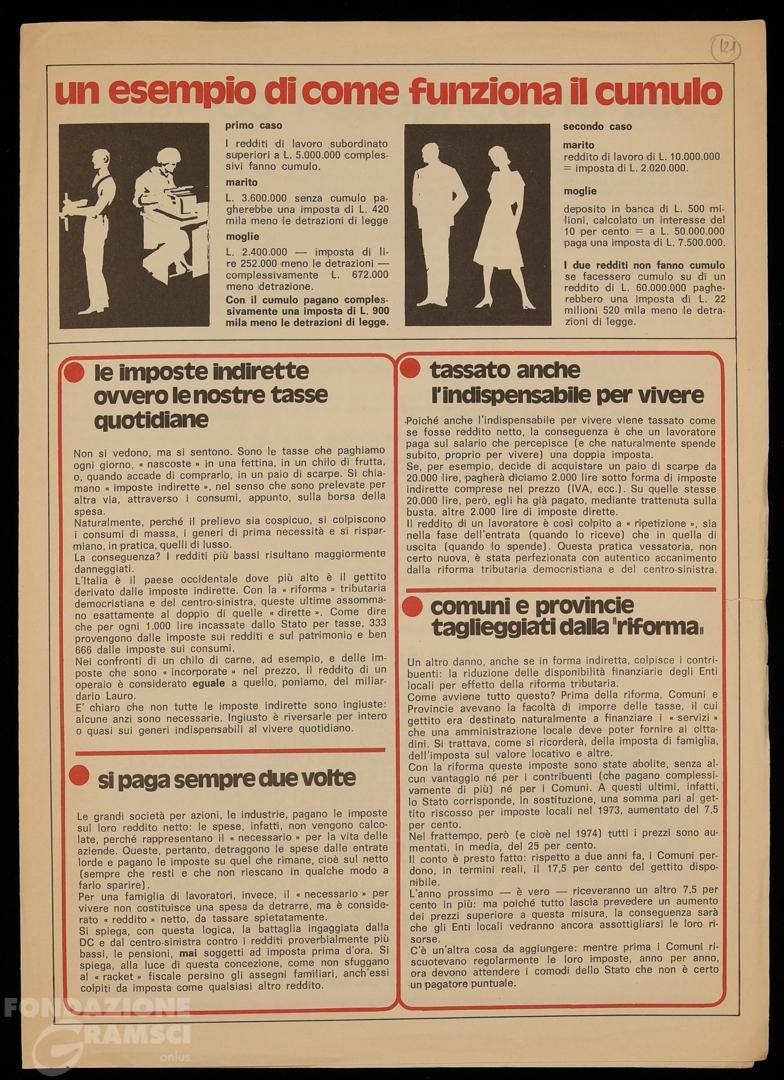 121
un esempio di come funziona il cumulo
primo caso
I redditi di lavoro subordinato
superiori a L. 5.000.000 comples-
sivi fanno cumulo.
marito
L. 3.600.000 senza cumulo pa-
gherebbe una imposta di L. 420
mila meno le detrazioni di legge
moglie
L. 2.400.000 — imposta di li-
re 252.000 meno le detrazioni —
complessivamente L. 672.000
meno detrazione.
Con il cumulo pagano comples-
sivamente una imposta di L. 900
mila meno le detrazioni di legge.
secondo caso
marito
reddito di lavoro di L. 10.000.000
= imposta di L. 2.020.000.
moglie
deposito in banca di L. 500 mi-
lioni, calcolato un interesse del
10 per cento = a L. 50.000.000
paga una imposta di L. 7.500.000.
I due redditi non fanno cumulo
se facessero cumulo su di un
reddito di L. 60.000.000 paghe-
rebbero una imposta di L. 22
milioni 520 mila meno le detra-
zioni di legge.
le imposte indirette
ovvero le nostre tasse
quotidiane
Non si vedono, ma si sentono. Sono le tasse che paghiamo
ogni giorno, « nascoste » in una fettina, in un chilo di frutta,
o, quando accade di comprarlo, in un paio di scarpe. Si chia-
mano « imposte indirette », nel senso che sono prelevate per
altra via, attraverso i consumi, appunto, sulla borsa della
spesa.
Naturalmente, perché il prelievo sia cospicuo, si colpiscono
i consumi di massa, i generi di prima necessità e si rispar-
miano, in pratica, quelli di lusso.
La conseguenza? I redditi più bassi risultano maggiormente
danneggiati.
L'Italia è il paese occidentale dove più alto è il gettito
derivato dalle imposte indirette. Con la « riforma » tributaria
democristiana e del centro-sinistra, queste ultime assomma-
no esattamente al doppio di quelle « dirette ». Come dire
che per ogni 1.000 lire incassate dallo Stato per tasse, 333
provengono dalle imposte sui redditi e sul patrimonio e ben
666 dalle imposte sui consumi.
Nei confronti di un chilo di carne, ad esempio, e delle im-
poste che sono « incorporate » nel prezzo, il reddito di un
operaio è considerato eguale a quello, poniamo, del miliar-
dario Lauro.
E' chiaro che non tutte le imposte indirette sono ingiuste:
alcune anzi sono necessarie. Ingiusto è riversarle per intero
o quasi sui generi indispensabili al vivere quotidiano.
si paga sempre due volte
Le grandi società per azioni, le industrie, pagano le imposte
sul loro reddito netto: le spese, infatti, non vengono calco-
late, perché rappresentano il « necessario » per la vita delle
aziende. Queste, pertanto, detraggono le spese dalle entrate
lorde e pagano le imposte su quel che rimane, cioè sul netto
(sempre che resti e che non riescano in qualche modo a
farlo sparire).
Per una famiglia di lavoratori, invece, il « necessario » per
vivere non costituisce una spesa da detrarre, ma è conside-
rato « reddito » netto, da tassare spietatamente.
Si spiega, con questa logica, la battaglia ingaggiata dalla
DC e dal centro-sinistra contro i redditi proverbialmente più
bassi, le pensioni, mai soggetti ad imposta prima d'ora. Si
spiega, alla luce di questa concezione, come non sfuggano
al « racket » fiscale persino gli assegni familiari, anch'essi
colpiti da imposta come qualsiasi altro reddito.
tassato anche
l'indispensabile per vivere
Poiché anche l'indispensabile per vivere viene tassato come
se fosse reddito netto, la conseguenza è che un lavoratore
paga sul salario che percepisce (e che naturalmente spende
subito, proprio per vivere) una doppia imposta.
Se, per esempio, decide di acquistare un paio di scarpe da
20.000 lire, pagherà diciamo 2.000 lire sotto forma di imposte
indirette comprese nel prezzo (IVA, ecc.). Su quelle stesse
20.000 lire, però, egli ha già pagato, mediante trattenuta sulla
busta, altre 2.000 lire di imposte dirette.
Il reddito di un lavoratore è così colpito a « ripetizione », sia
nella fase dell'entrata (quando lo riceve) che in quella di
uscita (quando lo spende). Questa pratica vessatoria, non
certo nuova, è stata perfezionata con autentico accanimento
dalla riforma tributaria democristiana e del centro-sinistra.
comuni e provincie
taglieggiati dalla "riforma"
Un altro danno, anche se in forma indiretta, colpisce i contri-
buenti: la riduzione delle disponibilità finanziarie degli Enti
locali per effetto della riforma tributaria.
Come avviene tutto questo? Prima della riforma, Comuni e
Provincie avevano la facoltà di imporre delle tasse, il cui
gettito era destinato naturalmente a finanziare i « servizi »
che una amministrazione locale deve poter fornire ai citta-
dini. Si trattava, come si ricorderà, della imposta di famiglia,
dell'imposta sul valore locativo e altre.
Con la riforma queste imposte sono state abolite, senza al-
cun vantaggio né per i contribuenti (che pagano complessi-
vamente di più) né per i Comuni. A questi ultimi, infatti,
lo Stato corrisponde, in sostituzione, una somma pari al get-
tito riscosso per imposte locali nel 1973, aumentato del 7,5
per cento.
Nel frattempo, però (e cioè nel 1974) tutti i prezzi sono au-
mentati, in media, del 25 per cento.
Il conto è presto fatto: rispetto a due anni fa, i Comuni per-
dono, in termini reali, il 17,5 per cento del gettito dispo-
nibile.
L'anno prossimo — è vero — riceveranno un altro 7,5 per
cento in più: ma poiché tutto lascia prevedere un aumento
dei prezzi superiore a questa misura, la conseguenza sarà
che gli Enti locali vedranno ancora assottigliarsi le loro ri-
sorse.
C'è un'altra cosa da aggiungere: mentre prima i Comuni ri-
scuotevano regolarmente le loro imposte, anno per anno,
ora devono attendere i comodi dello Stato che non è certo
un pagatore puntuale.
FONDAZIONE
GRAMSCI
onlus